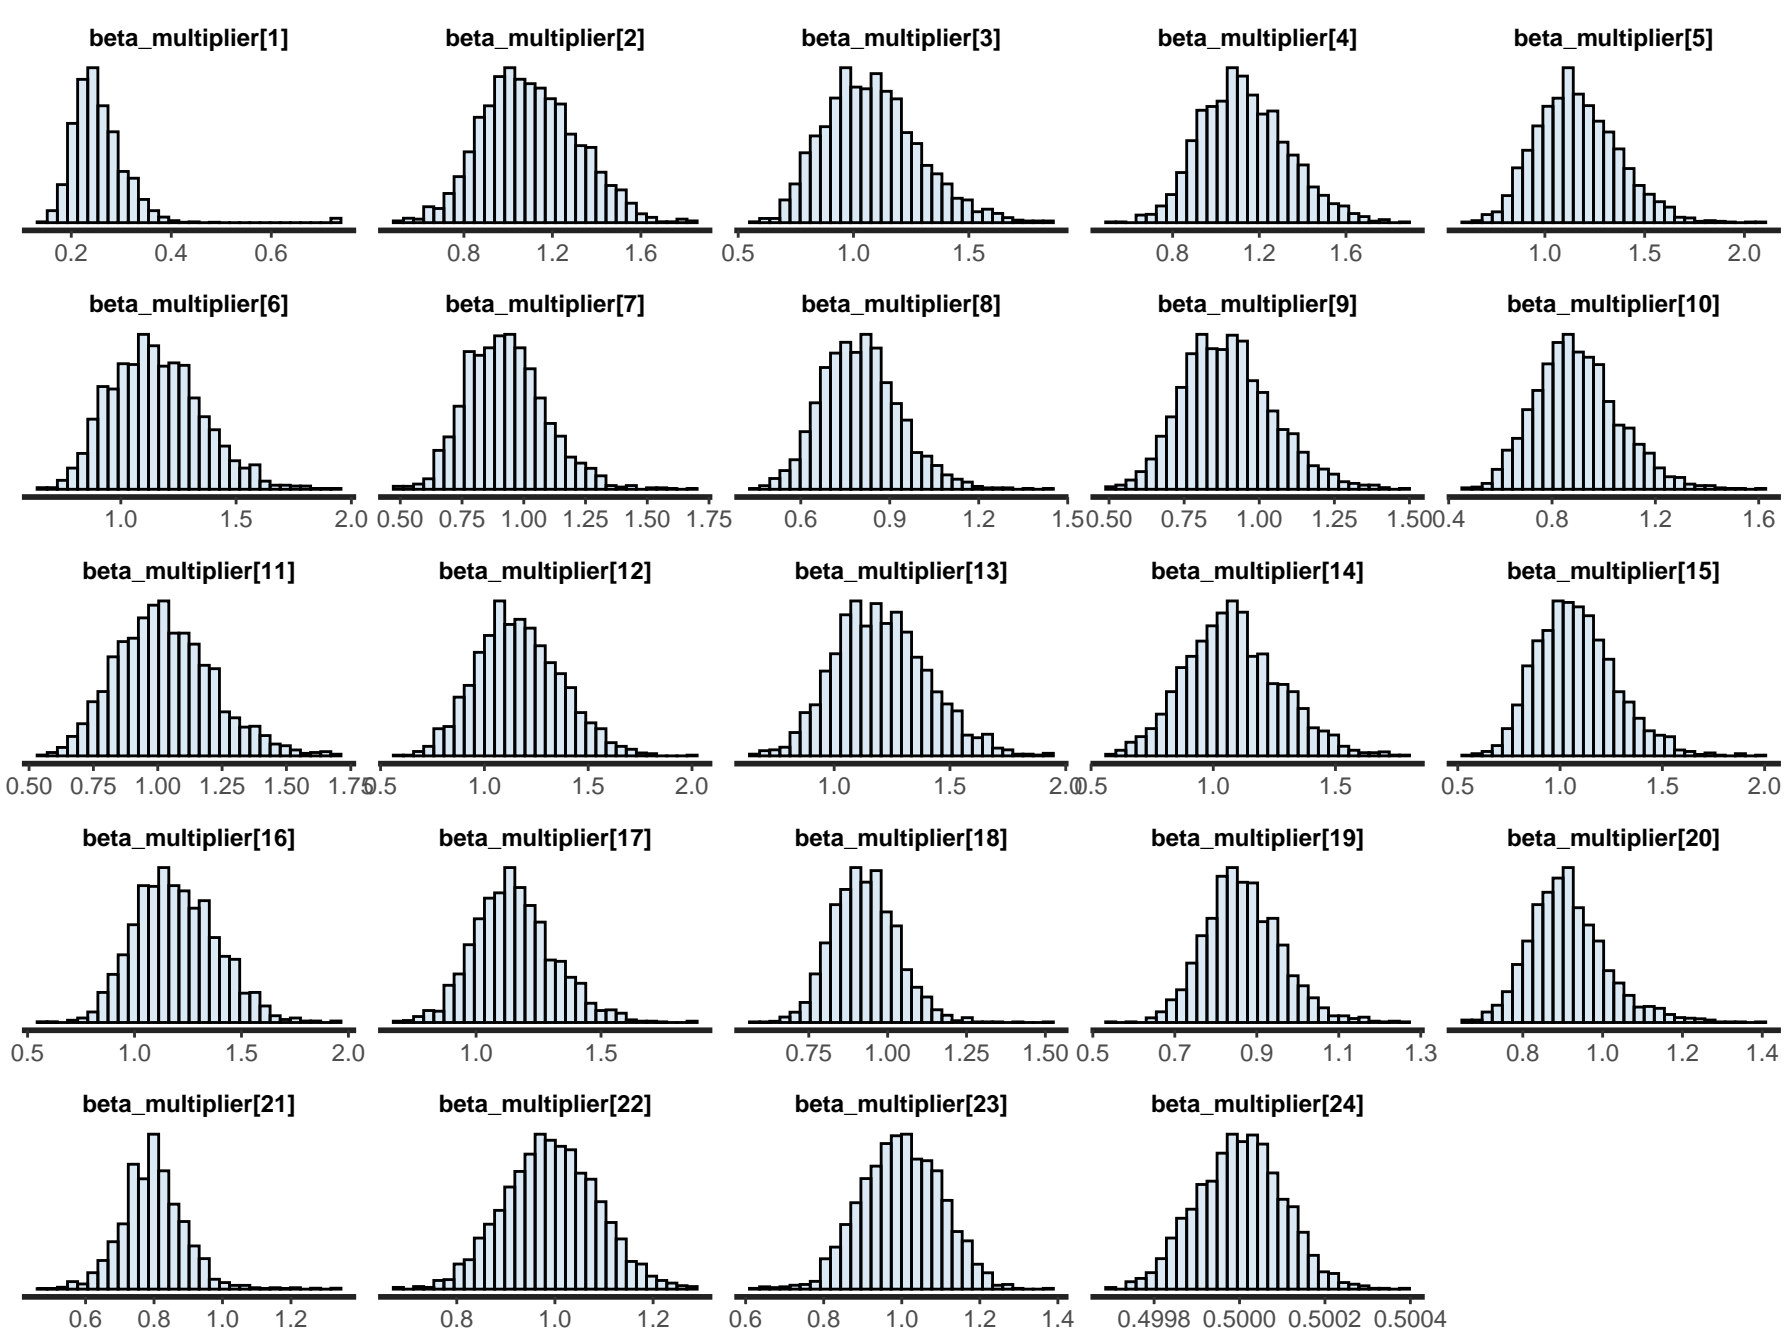 beta_multiplier[1] beta_multiplier[2] beta_multiplier[3] beta_multiplier[4] beta_multiplier[5]
0.2 0.4 0.6 0.8 1.2 1.6 0.5 1.0 1.5 0.8 1.2 1.6 1.0 1.5 2.0
beta_multiplier[6] beta_multiplier[7] beta_multiplier[8] beta_multiplier[9] beta_multiplier[10]
1.0 1.5 2.0 0.50 0.75 1.00 1.25 1.50 1.75 0.6 0.9 1.2 1.5 0.50 0.75 1.00 1.25 1.50 0.4 0.8 1.2 1.6
beta_multiplier[11] beta_multiplier[12] beta_multiplier[13] beta_multiplier[14] beta_multiplier[15]
0.50 0.75 1.00 1.25 1.50 1.75 0.5 1.0 1.5 2.0 1.0 1.5 2.0 0.5 1.0 1.5 0.5 1.0 1.5 2.0
beta_multiplier[16] beta_multiplier[17] beta_multiplier[18] beta_multiplier[19] beta_multiplier[20]
0.5 1.0 1.5 2.0 1.0 1.5 0.75 1.00 1.25 1.50 0.5 0.7 0.9 1.1 1.3 0.8 1.0 1.2 1.4
beta_multiplier[21] beta_multiplier[22] beta_multiplier[23] beta_multiplier[24]
0.6 0.8 1.0 1.2 0.8 1.0 1.2 0.6 0.8 1.0 1.2 1.4 0.4998 0.5000 0.5002 0.5004